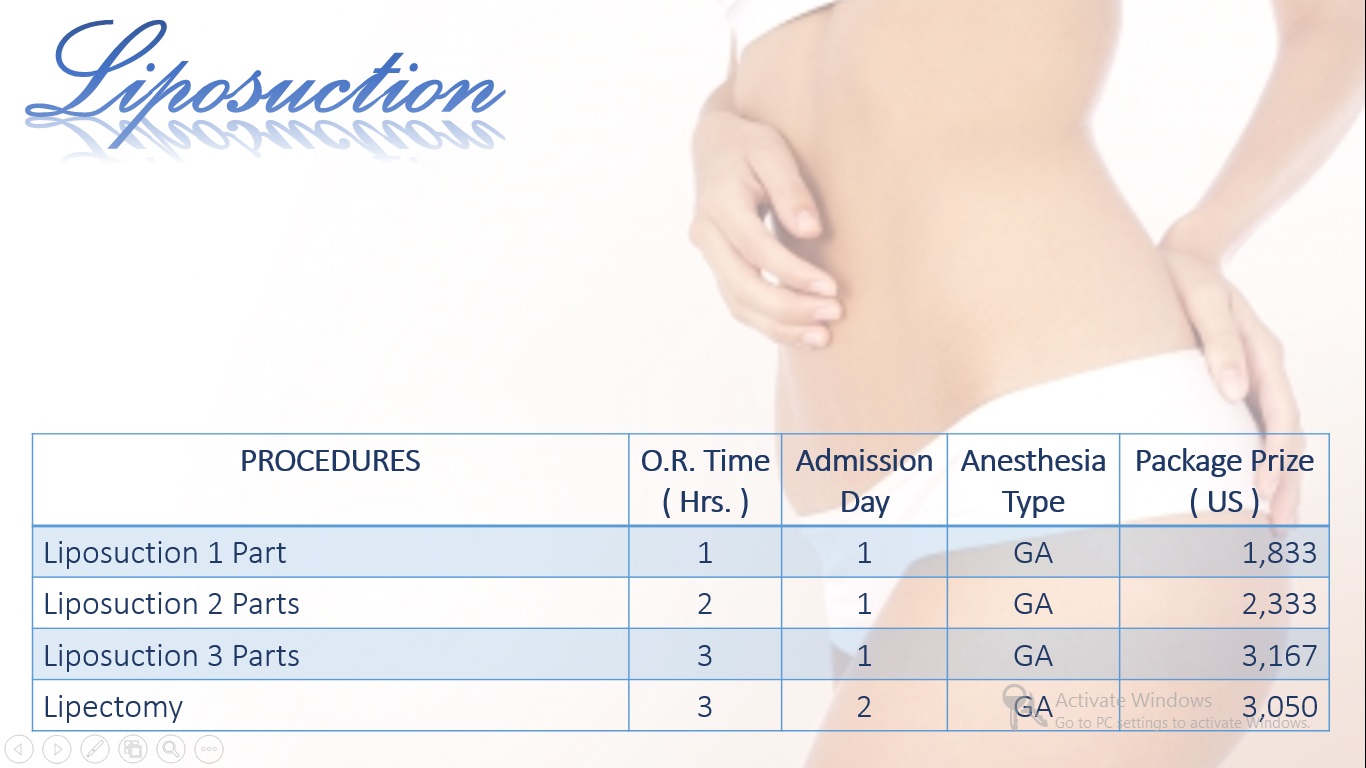 Liposuction
PROCEDURES O.R. Time ( Hrs. ) Admission Day Anesthesia Type Package Prize ( US )
Liposuction 1 Part 1 1 GA 1,833
Liposuction 2 Parts 2 1 GA 2,333
Liposuction 3 Parts 3 1 GA 3,167
Lipectomy 3 2 GA 3,050
Activate Windows
Go to PC settings to activate Windows.